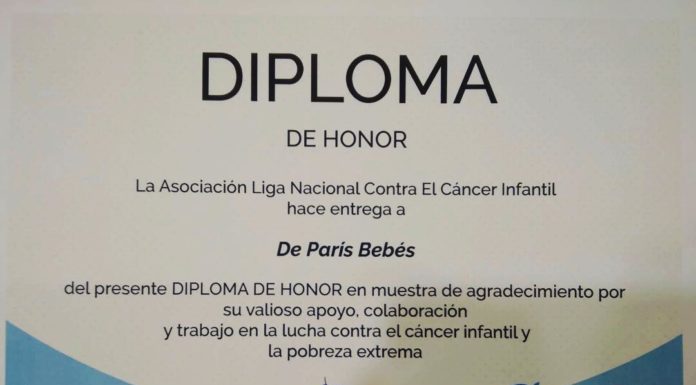 DIPLOMA
DE HONOR
La Asociación Liga Nacional Contra El Cáncer Infantil
hace entrega a
De París Bebés
del presente DIPLOMA DE HONOR en muestra de agradecimiento por
su valioso apoyo, colaboración
y trabajo en la lucha contra el cáncer infantil y
la pobreza extrema